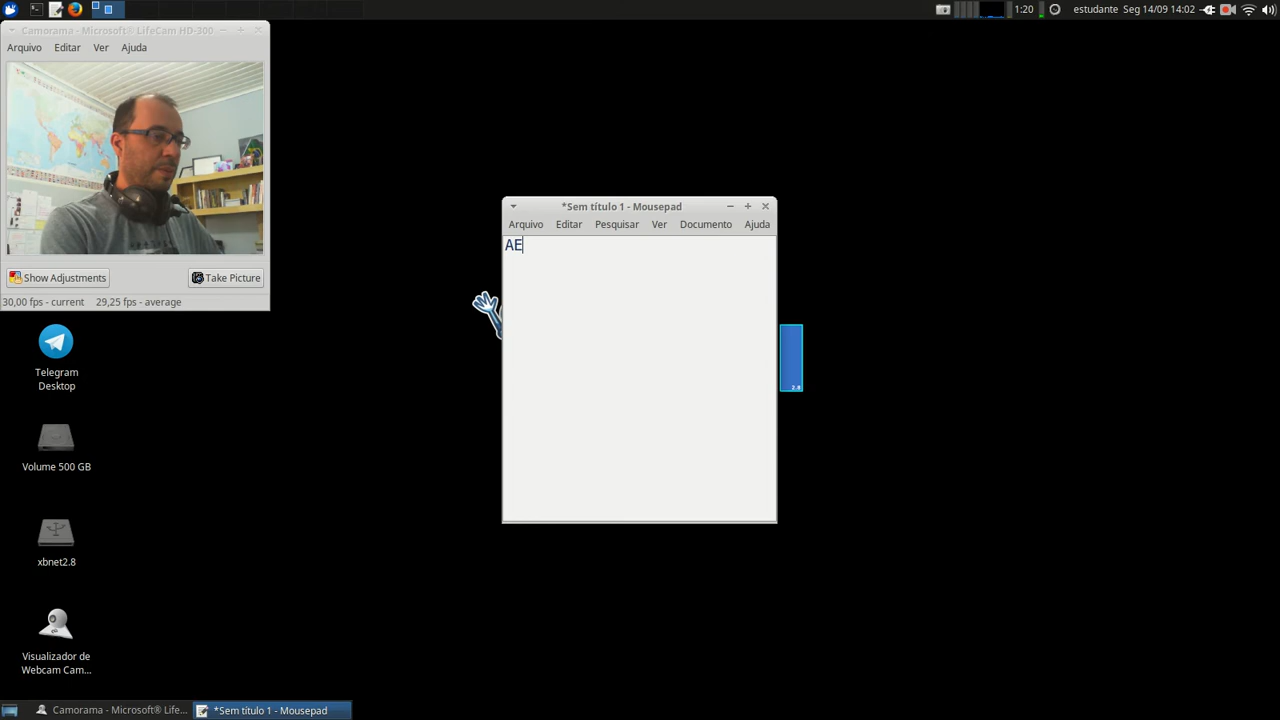 1:20
estudante Seg 14/09 14:02
Camorama - Microsoft® LifeCam HD-300
Arquivo Editar Ver Ajuda
Show Adjustments Take Picture
30,00 fps - current 29,25 fps - average
*Sem título 1 - Mousepad
Arquivo Editar Pesquisar Ver Documento Ajuda
AE
2.8
Telegram
Desktop
Volume 500 GB
xbnet2.8
Visualizador de
Webcam Cam...
Camorama - Microsoft® Life...
*Sem título 1 - Mousepad